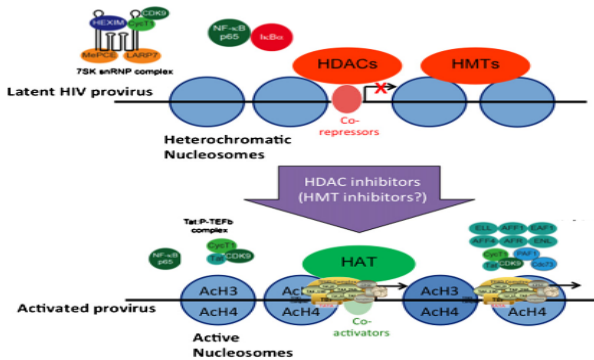 CDK9
HEXIM
CycT1
MePCE
LARP7
7SK snRNP complex
NF-κB
p65
IκBα
HDACs
HMTs
Latent HIV provirus
X
Co-
repressors
Heterochromatic
Nucleosomes
HDAC inhibitors
(HMT inhibitors?)
Tat:P-TEFb
complex
CycT1
Tat
CDK9
NF-κB
p65
HAT
ELL
AFF1
EAF1
AFF4
AFR
ENL
CycT1
PAF1
Tat
CDK9
Cdc73
AcH3
AcH4
AcH3
AcH4
AcH3
AcH4
AcH4
Activated provirus
Co-
activators
Active
Nucleosomes